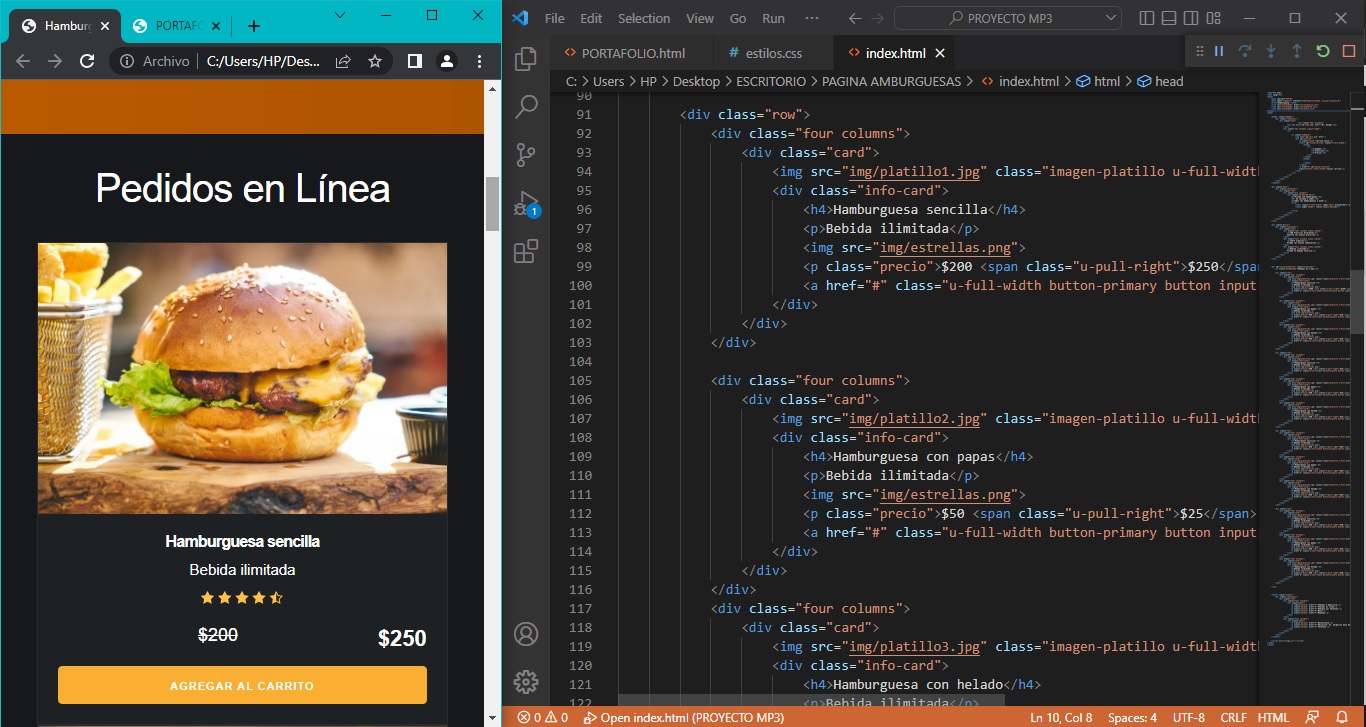 Hamburg
PORTAFO
Archivo
C:/Users/HP/Des...
Pedidos en Línea
Hamburguesa sencilla
Bebida ilimitada
$200
$250
AGREGAR AL CARRITO
File Edit Selection View Go Run ···
PROYECTO MP3
PORTAFOLIO.html
# estilos.css
index.html
C: > Users > HP > Desktop > ESCRITORIO > PAGINA AMBURGUESAS > index.html > html > head
1
90
91 <div class="row">
92 <div class="four columns">
93 <div class="card">
94 <img src="img/platillo1.jpg" class="imagen-platillo u-full-widt
95 <div class="info-card">
96 <h4>Hamburguesa sencilla</h4>
97 <p>Bebida ilimitada</p>
98 <img src="img/estrellas.png">
99 <p class="precio">$200 <span class="u-pull-right">$250</spa
100 <a href="#" class="u-full-width button-primary button input
101 </div>
102 </div>
103 </div>
104
105 <div class="four columns">
106 <div class="card">
107 <img src="img/platillo2.jpg" class="imagen-platillo u-full-widt
108 <div class="info-card">
109 <h4>Hamburguesa con papas</h4>
110 <p>Bebida ilimitada</p>
111 <img src="img/estrellas.png">
112 <p class="precio">$50 <span class="u-pull-right">$25</span>
113 <a href="#" class="u-full-width button-primary button input
114 </div>
115 </div>
116 </div>
117 <div class="four columns">
118 <div class="card">
119 <img src="img/platillo3.jpg" class="imagen-platillo u-full-widt
120 <div class="info-card">
121 <h4>Hamburguesa con helado</h4>
122 <p>Bebida ilimitada</p>
0 0 Open index.html (PROYECTO MP3) Ln 10, Col 8 Spaces: 4 UTF-8 CRLF HTML